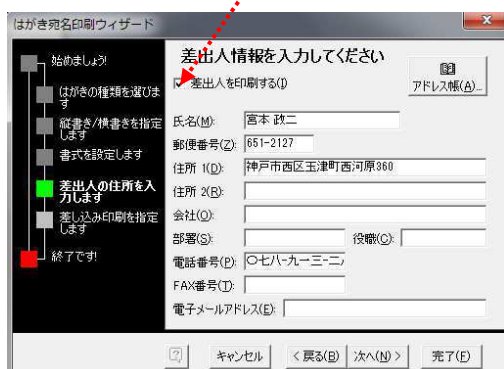 はがき宛名印刷ウィザード
始めましょう!
はがきの種類を選びま
す
縦書き/横書きを指定
します
書式を設定します
差出人の住所を入
力します
差し込み印刷を指定
します
終了です!
差出人情報を入力してください
差出人を印刷する(I)
アドレス帳(A)...
氏名(M): 宮本 政二
郵便番号(Z): 651-2127
住所 1(D): 神戸市西区玉津町西河原360
住所 2(R):
会社(O):
部署(S):
役職(C):
電話番号(P): 〇七八-九一三-二
FAX番号(T):
電子メールアドレス(E):
キャンセル
< 戻る(B)
次へ(N) >
完了(F)